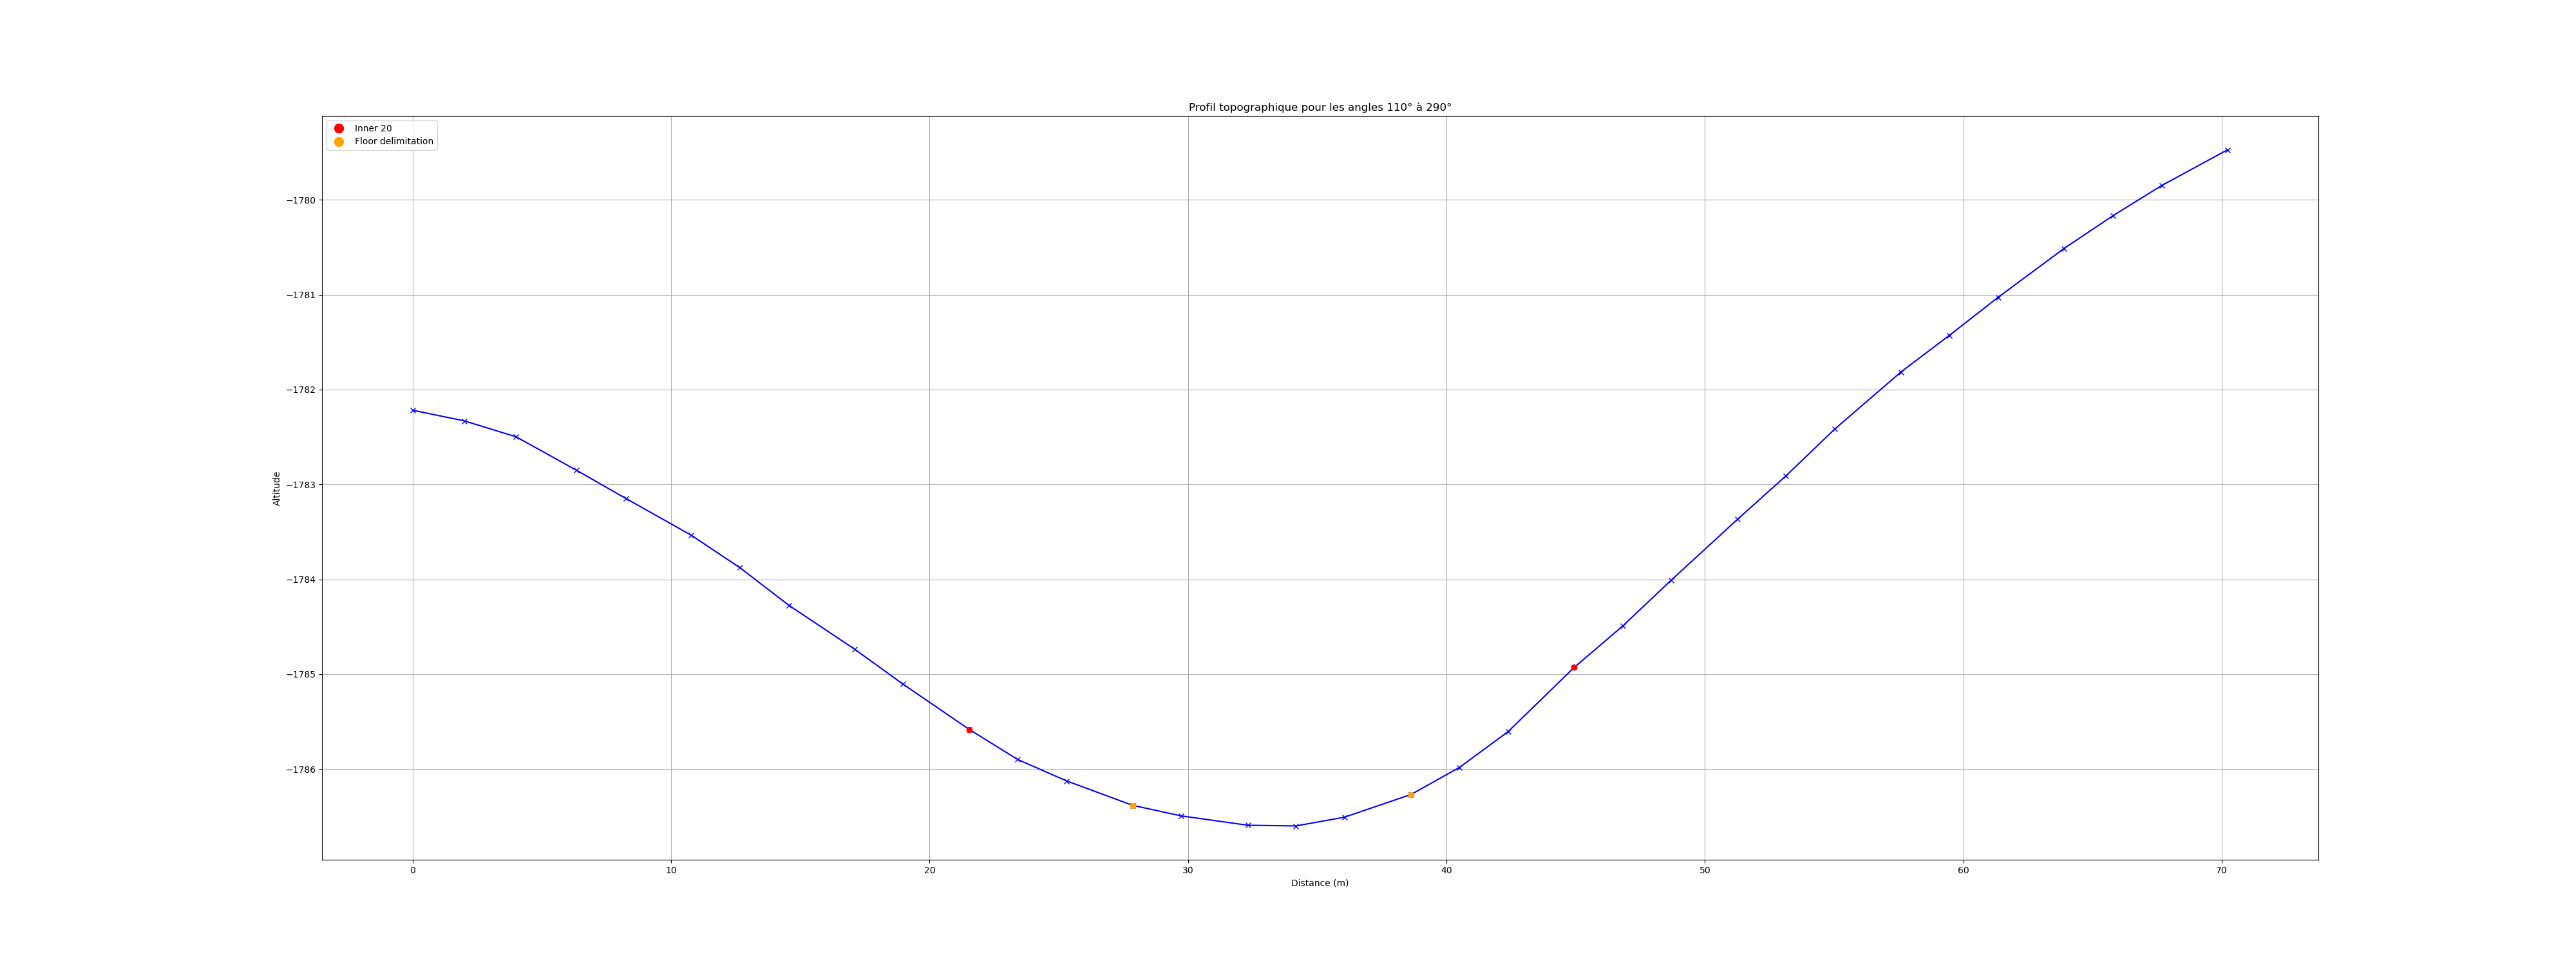 Profil topographique pour les angles 110° à 290°
Inner 20
Floor delimitation
Altitude
−1780
−1781
−1782
−1783
−1784
−1785
−1786
0 10 20 30 40 50 60 70
Distance (m)